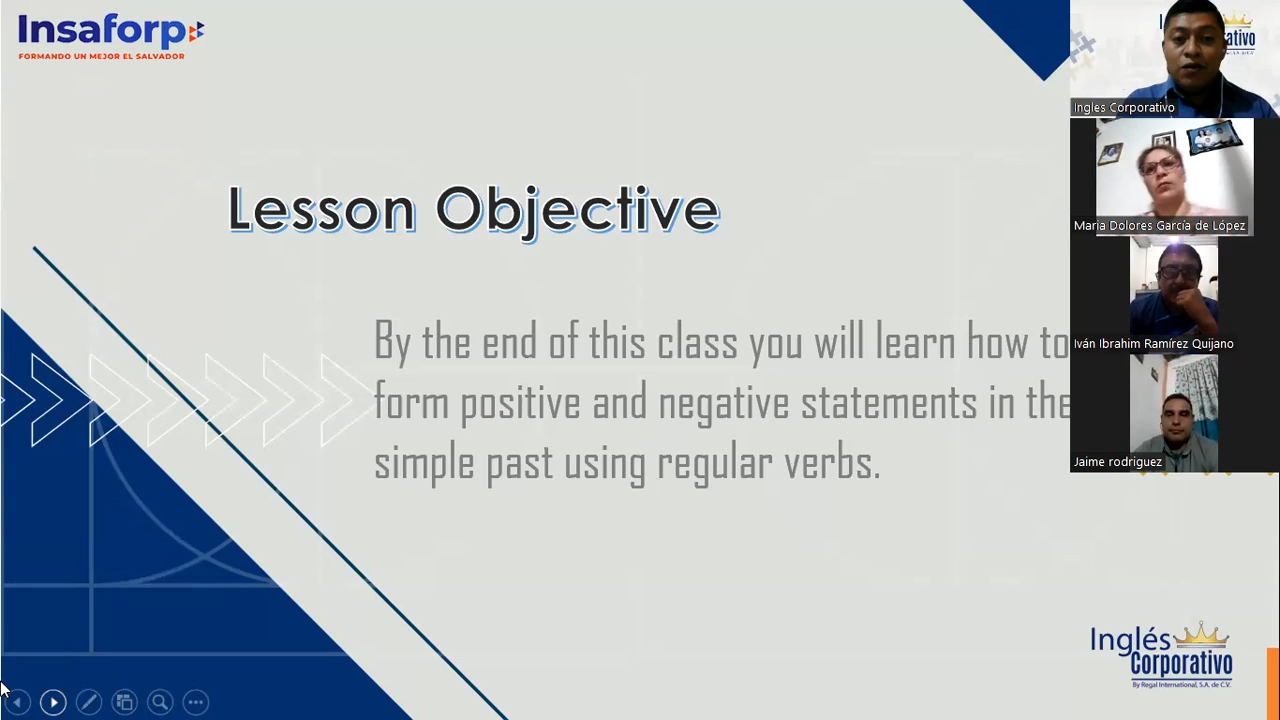 Insaforp
FORMANDO UN MEJOR EL SALVADOR
Lesson Objective
By the end of this class you will learn how to
form positive and negative statements in the
simple past using regular verbs.
Ingles Corporativo
Maria Dolores García de López
Iván Ibrahim Ramírez Quijano
Jaime rodriguez
Inglés
Corporativo
By Regal International, S.A. de C.V.